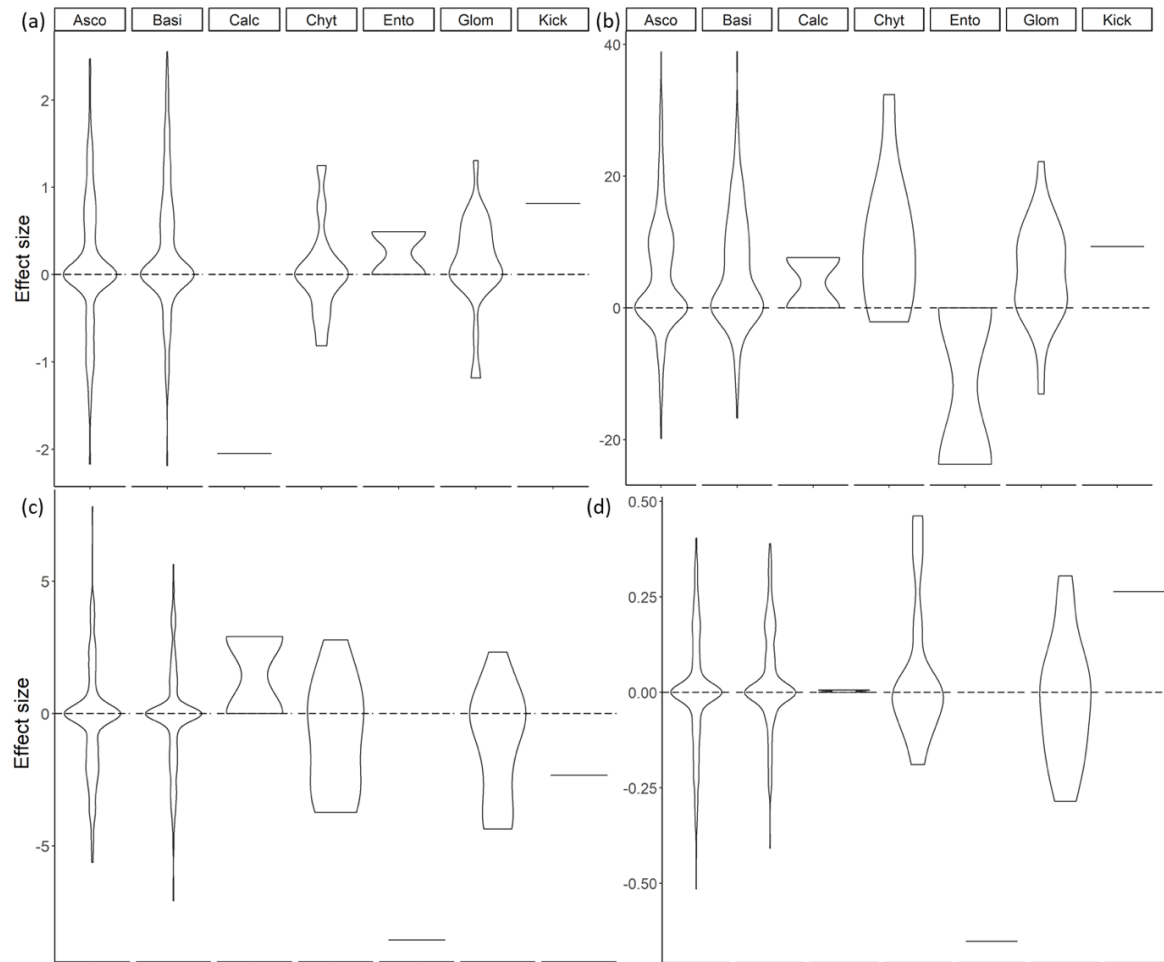 (a) Asco Basi Calc Chyt Ento Glom Kick
2
1
0
-1
-2
Effect size
(b) Asco Basi Calc Chyt Ento Glom Kick
40
20
0
-20
(c)
5
0
-5
Effect size
(d)
0.50
0.25
0.00
-0.25
-0.50